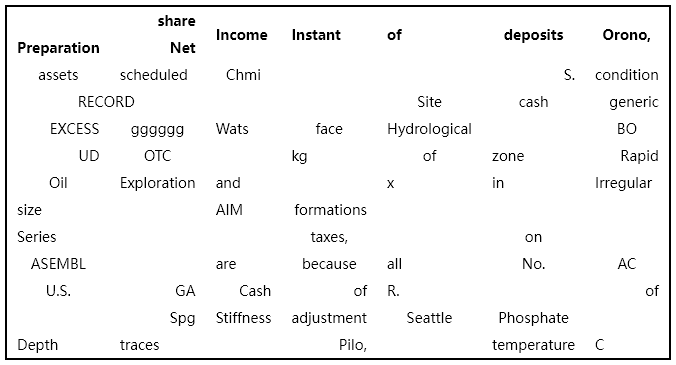 Preparation share Net Income Instant of deposits Orono,
assets scheduled Chmi S. condition
RECORD Site cash generic
EXCESS gggggg Wats face Hydrological BO
UD OTC kg of zone Rapid
Oil Exploration and x in Irregular
size AIM formations
Series taxes, on
ASEMBL are because all No. AC
U.S. GA Cash of R. of
Spg Stiffness adjustment Seattle Phosphate
Depth traces Pilo, temperature C